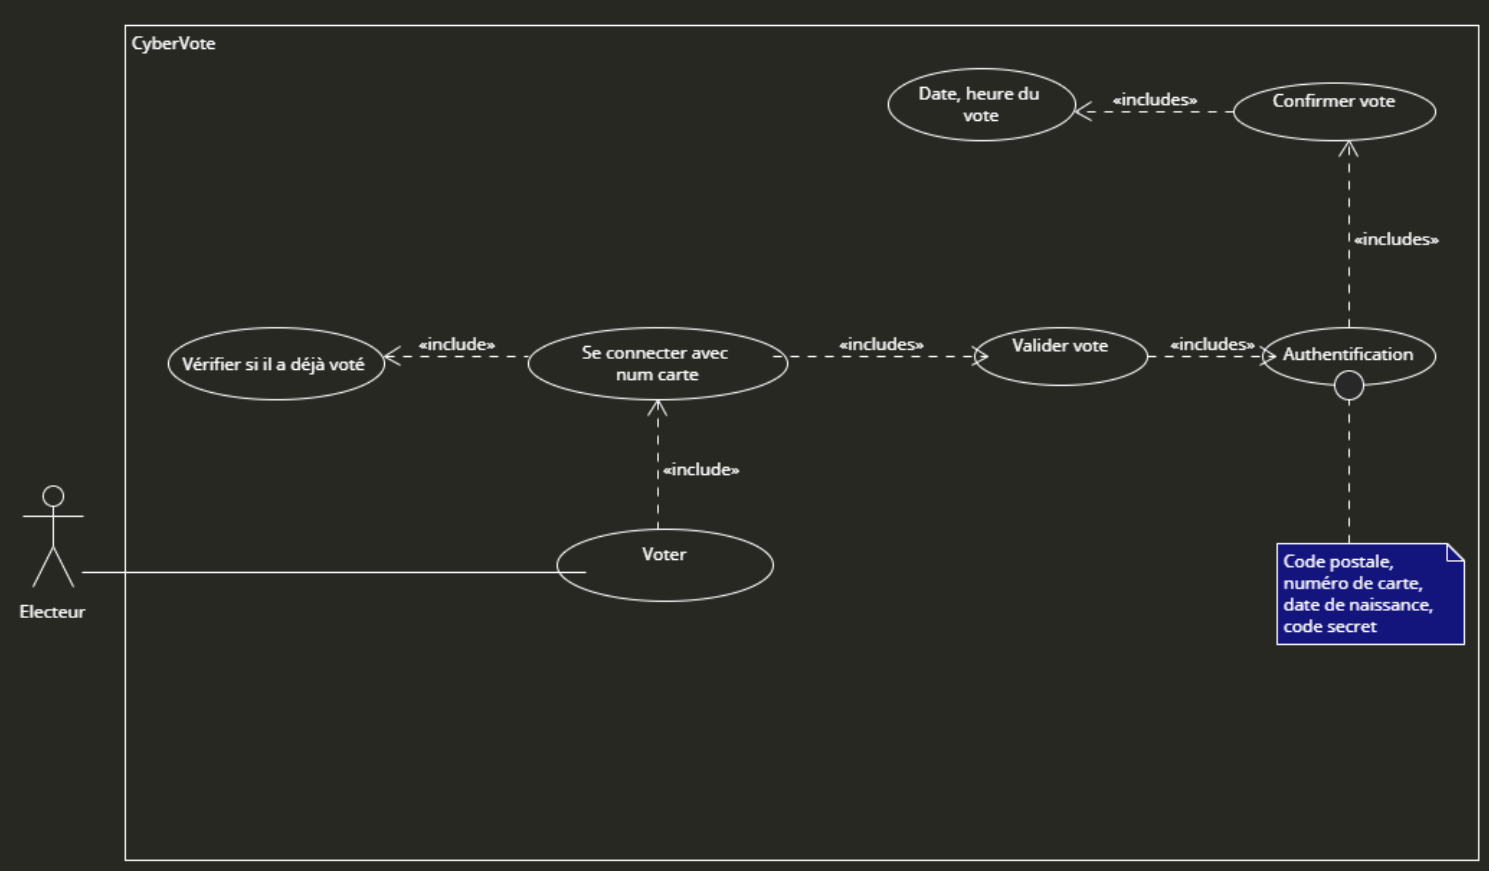 CyberVote
Date, heure du
vote
«includes»
Confirmer vote
«includes»
Vérifier si il a déjà voté
«include»
Se connecter avec
num carte
«includes»
Valider vote
«includes»
Authentification
«include»
Voter
Electeur
Code postale,
numéro de carte,
date de naissance,
code secret